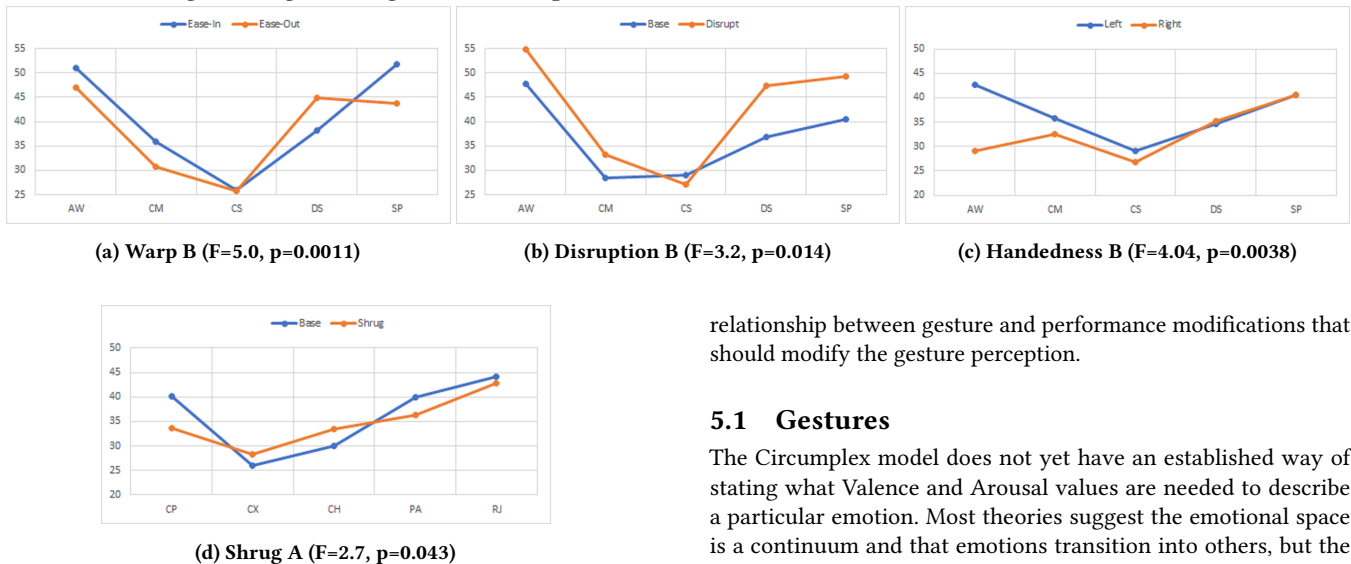 Ease-In Ease-Out
55
50
45
40
35
30
25
AW CM CS DS SP
(a) Warp B (F=5.0, p=0.0011)
Base Disrupt
55
50
45
40
35
30
25
AW CM CS DS SP
(b) Disruption B (F=3.2, p=0.014)
Left Right
50
45
40
35
30
25
20
AW CM CS DS SP
(c) Handedness B (F=4.04, p=0.0038)
Base Shrug
50
45
40
35
30
25
20
CP CX CH PA RJ
(d) Shrug A (F=2.7, p=0.043)
relationship between gesture and performance modifications that
should modify the gesture perception.
5.1 Gestures
The Circumplex model does not yet have an established way of
stating what Valence and Arousal values are needed to describe
a particular emotion. Most theories suggest the emotional space
is a continuum and that emotions transition into others, but the